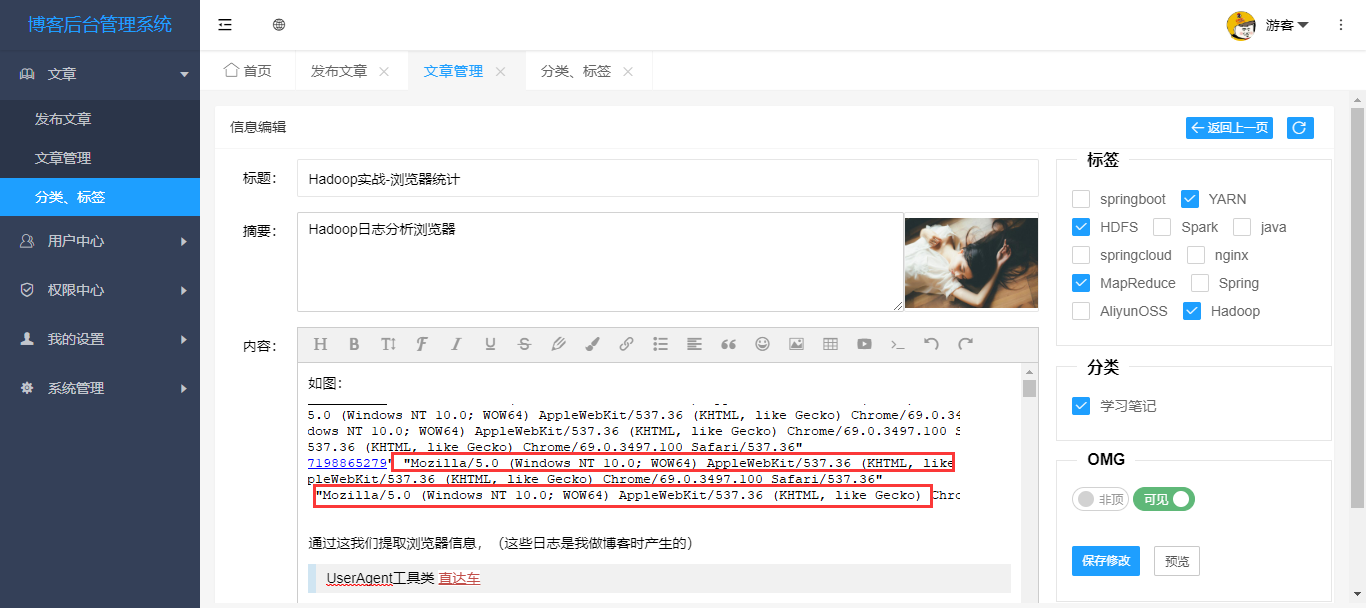 博客后台管理系统
游客
文章
发布文章
文章管理
分类、标签
用户中心
权限中心
我的设置
系统管理
首页
发布文章
文章管理
分类、标签
信息编辑
返回上一页
标题：
Hadoop实战-浏览器统计
摘要：
Hadoop日志分析浏览器
内容：
如图：
5.0 (Windows NT 10.0; WOW64) AppleWebKit/537.36 (KHTML, like Gecko) Chrome/69.0.34
dows NT 10.0; WOW64) AppleWebKit/537.36 (KHTML, like Gecko) Chrome/69.0.3497.100 S
537.36 (KHTML, like Gecko) Chrome/69.0.3497.100 Safari/537.36"
7198865279" "Mozilla/5.0 (Windows NT 10.0; WOW64) AppleWebKit/537.36 (KHTML, like
pleWebKit/537.36 (KHTML, like Gecko) Chrome/69.0.3497.100 Safari/537.36"
"Mozilla/5.0 (Windows NT 10.0; WOW64) AppleWebKit/537.36 (KHTML, like Gecko) Chro
通过这我们提取浏览器信息，（这些日志是我做博客时产生的）
UserAgent工具类 直达车
标签
springboot YARN
HDFS Spark java
springcloud nginx
MapReduce Spring
AliyunOSS Hadoop
分类
学习笔记
OMG
非顶 可见
保存修改 预览